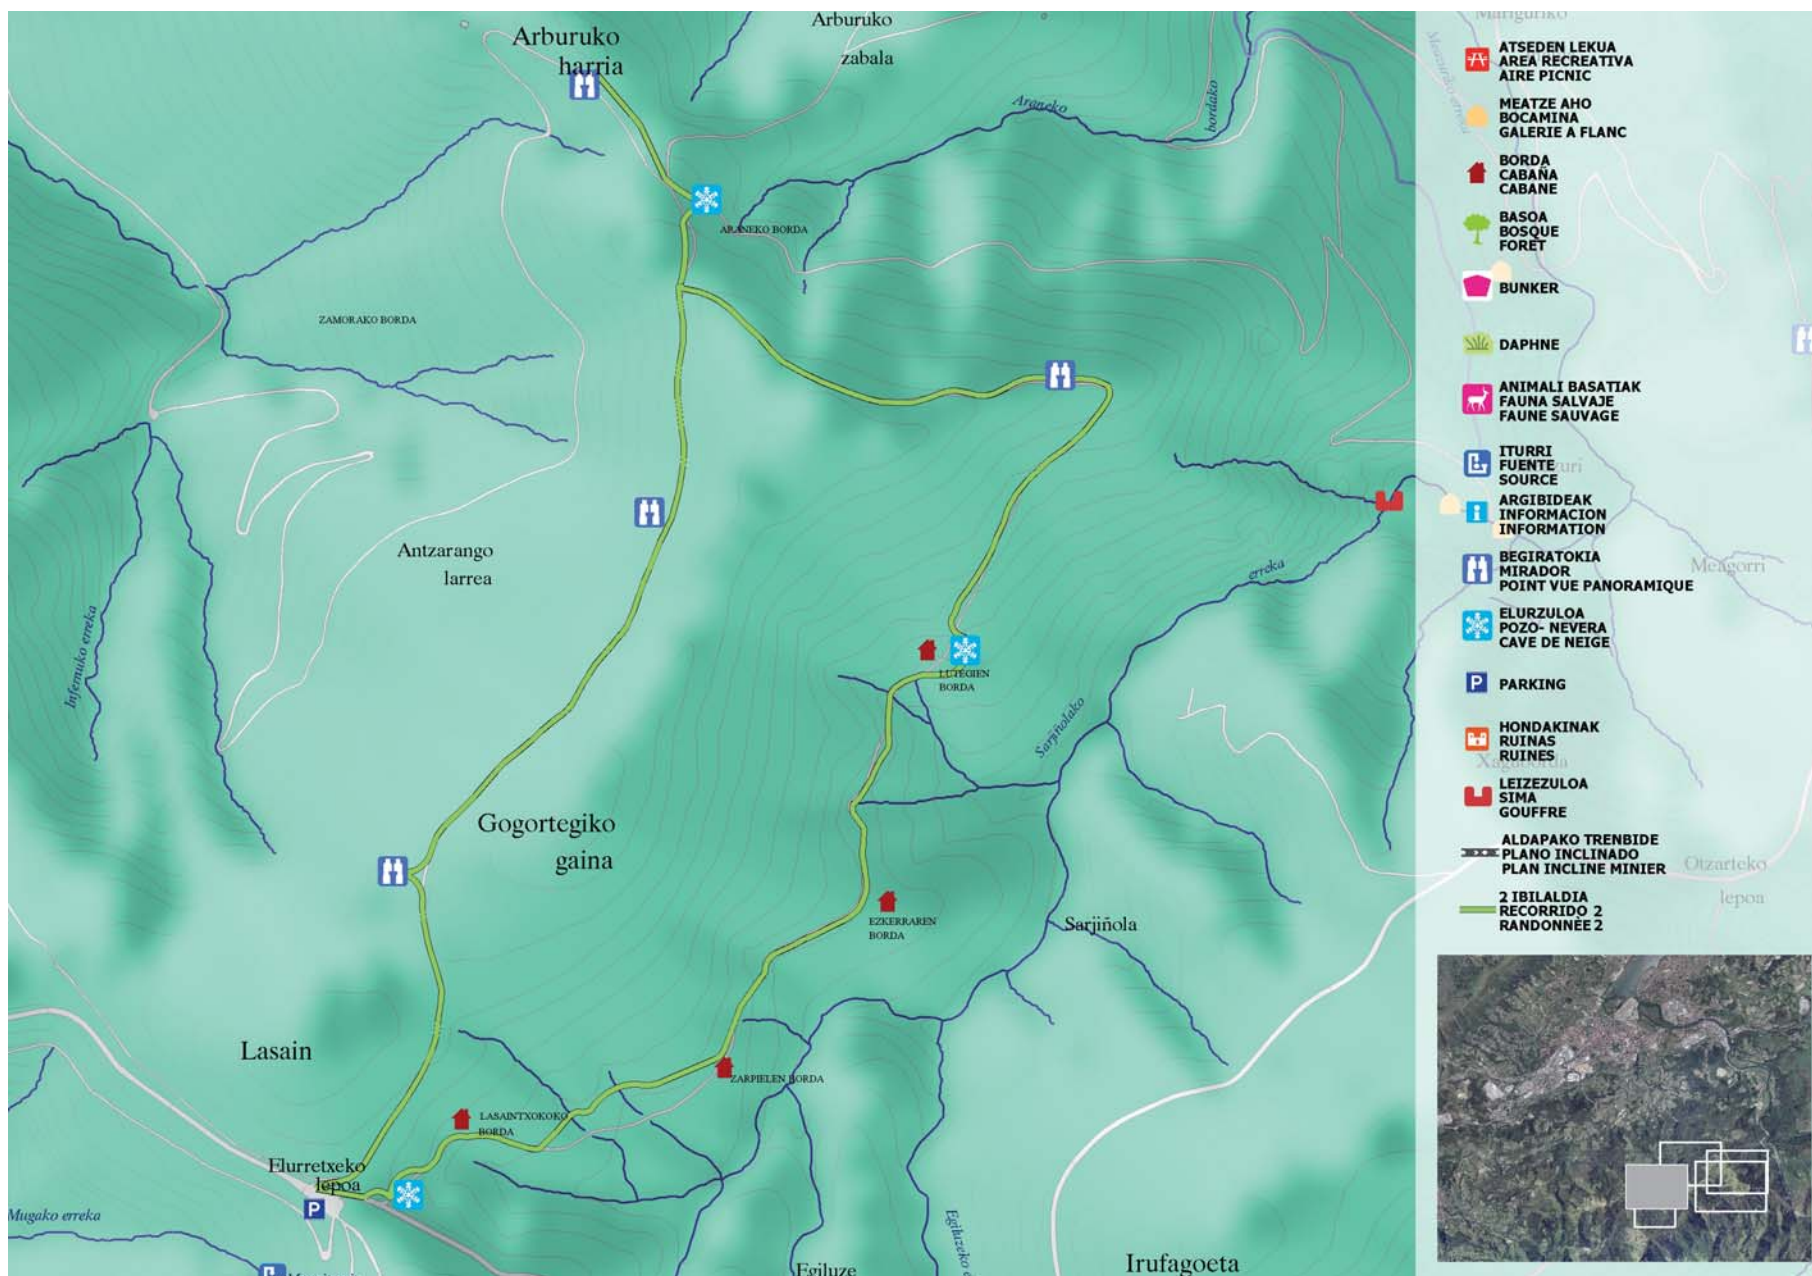 Arburuko
harria
Arburuko
zabala
Araneko
bordako
ARANEKO BORDA
ZAMORAKO BORDA
Antzarango
larrea
Infernuko erreka
erreka
LUTEGIEN
BORDA
Sarjiñolako
Gogortegiko
gaina
EZKERRAREN
BORDA
Sarjiñola
Lasain
ZARPIELEN BORDA
LASAINTXOKOKO
BORDA
Elurretxeko
lepoa
P
Mugako erreka
Egiluze
Irufagoeta
Mariguriko
Meazuriko erreka
Meagorri
Otzarteko
lepoa
ATSEDEN LEKUA
AREA RECREATIVA
AIRE PICNIC
MEATZE AHO
BOCAMINA
GALERIE A FLANC
BORDA
CABAÑA
CABANE
BASOA
BOSQUE
FORET
BUNKER
DAPHNE
ANIMALI BASATIAK
FAUNA SALVAJE
FAUNE SAUVAGE
ITURRI
FUENTE
SOURCE
i
ARGIBIDEAK
INFORMACION
INFORMATION
BEGIRATOKIA
MIRADOR
POINT VUE PANORAMIQUE
ELURZULOA
POZO- NEVERA
CAVE DE NEIGE
P
PARKING
HONDAKINAK
RUINAS
RUINES
LEIZEZULOA
SIMA
GOUFFRE
ALDAPAKO TRENBIDE
PLANO INCLINADO
PLAN INCLINE MINIER
2 IBILALDIA
RECORRIDO 2
RANDONNÈE 2